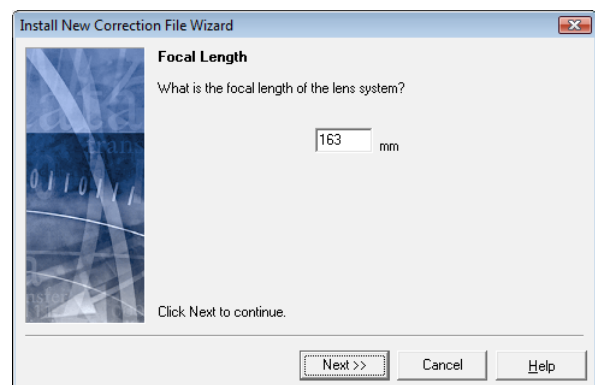 Install New Correction File Wizard
Focal Length
What is the focal length of the lens system?
163 mm
Click Next to continue.
Next >> Cancel Help